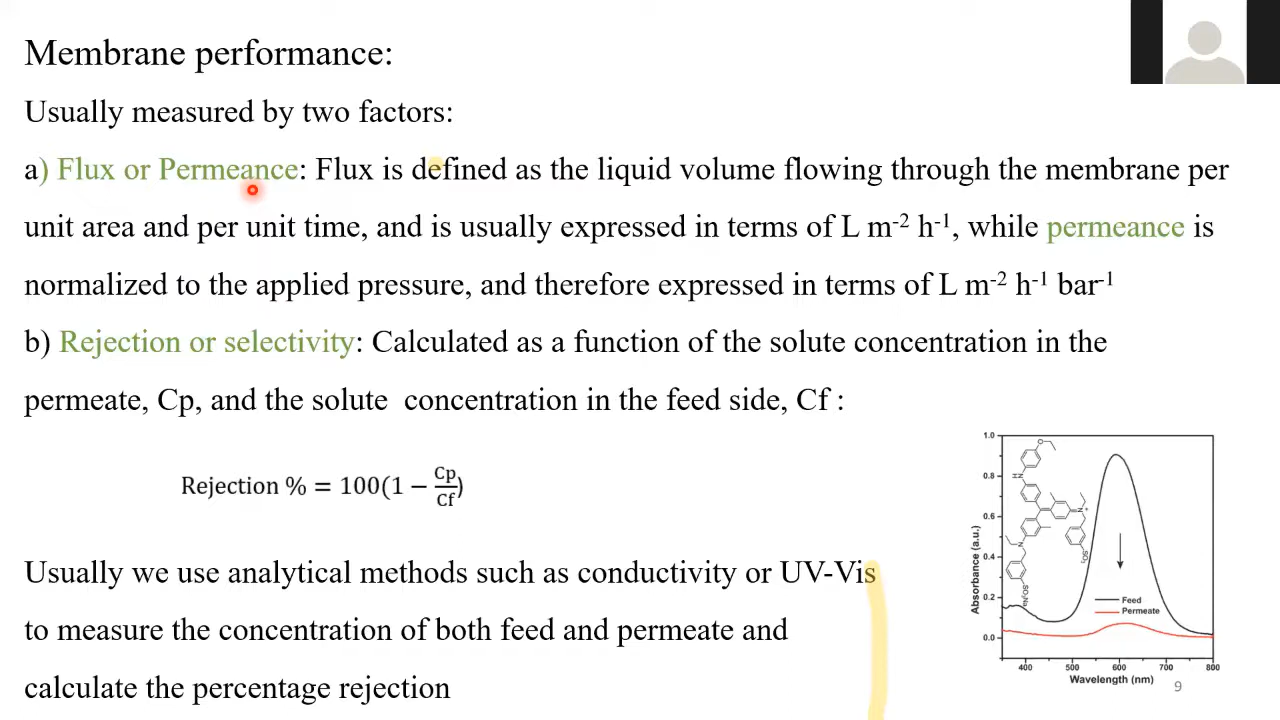 Membrane performance:
Usually measured by two factors:
a) Flux or Permeance: Flux is defined as the liquid volume flowing through the membrane per
unit area and per unit time, and is usually expressed in terms of L m⁻² h⁻¹, while permeance is
normalized to the applied pressure, and therefore expressed in terms of L m⁻² h⁻¹ bar⁻¹
b) Rejection or selectivity: Calculated as a function of the solute concentration in the
permeate, Cp, and the solute concentration in the feed side, Cf :
Rejection % = 100(1 − Cp/Cf)
Usually we use analytical methods such as conductivity or UV-Vis
to measure the concentration of both feed and permeate and
calculate the percentage rejection
1.0
0.8
0.6
0.4
0.2
0.0
Absorbance (a.u.)
Feed
Permeate
400 500 600 700 800
Wavelength (nm)
9